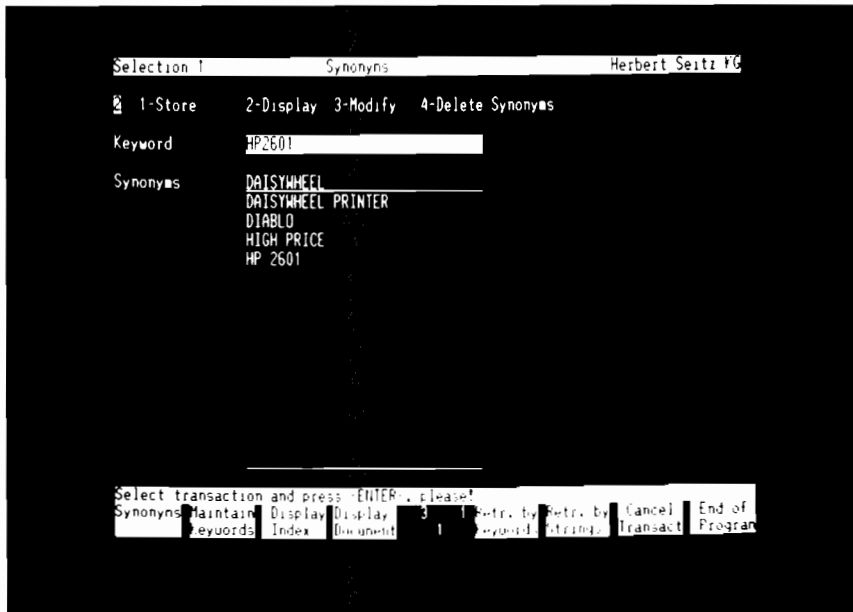 Selection 1 Synonyms Herbert Seitz KG
2 1-Store 2-Display 3-Modify 4-Delete Synonyms
Keyword HP2601
Synonyms DAISYWHEEL
DAISYWHEEL PRINTER
DIABLO
HIGH PRICE
HP 2601
Select transaction and press -ENTER-, please!
Synonyms Maintain Display Display 3 1 Retr. by Retr. by Cancel End of
Keywords Index Document 1 Keywords Strings Transact Program